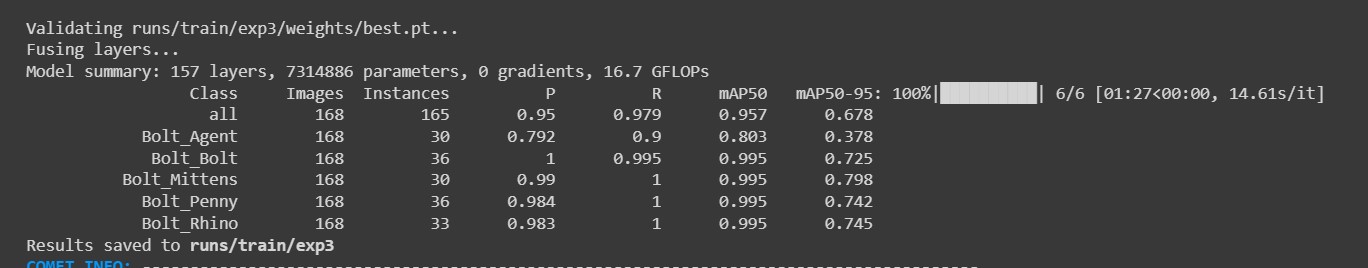 Validating runs/train/exp3/weights/best.pt...
Fusing layers...
Model summary: 157 layers, 7314886 parameters, 0 gradients, 16.7 GFLOPs
Class Images Instances P R mAP50 mAP50-95: 100%|██████████| 6/6 [01:27<00:00, 14.61s/it]
all 168 165 0.95 0.979 0.957 0.678
Bolt_Agent 168 30 0.792 0.9 0.803 0.378
Bolt_Bolt 168 36 1 0.995 0.995 0.725
Bolt_Mittens 168 30 0.99 1 0.995 0.798
Bolt_Penny 168 36 0.984 1 0.995 0.742
Bolt_Rhino 168 33 0.983 1 0.995 0.745
Results saved to runs/train/exp3
COMET INFO: ---------------------------------------------------------------------------------------